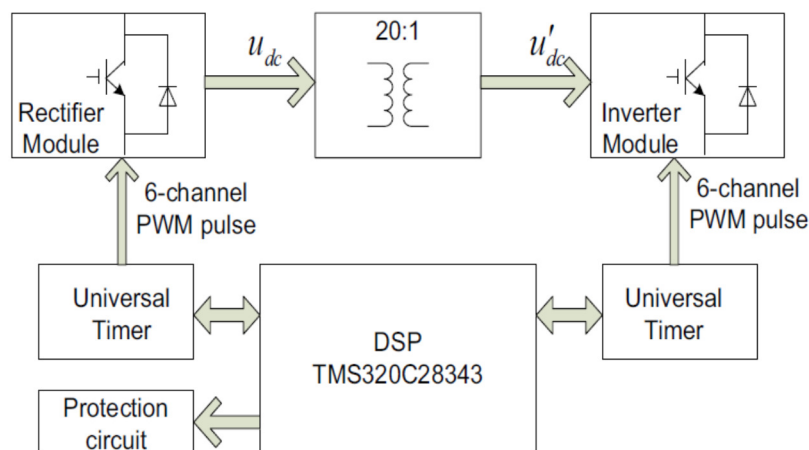 u_dc
20:1
u'_dc
Rectifier
Module
Inverter
Module
6-channel
PWM pulse
6-channel
PWM pulse
Universal
Timer
DSP
TMS320C28343
Universal
Timer
Protection
circuit